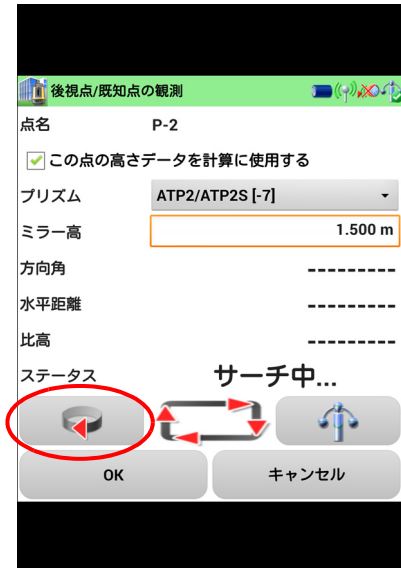 後視点/既知点の観測
点名 P-2
この点の高さデータを計算に使用する
プリズム ATP2/ATP2S [-7]
ミラー高 1.500 m
方向角 ---------
水平距離 ---------
比高 ---------
ステータス サーチ中...
OK キャンセル